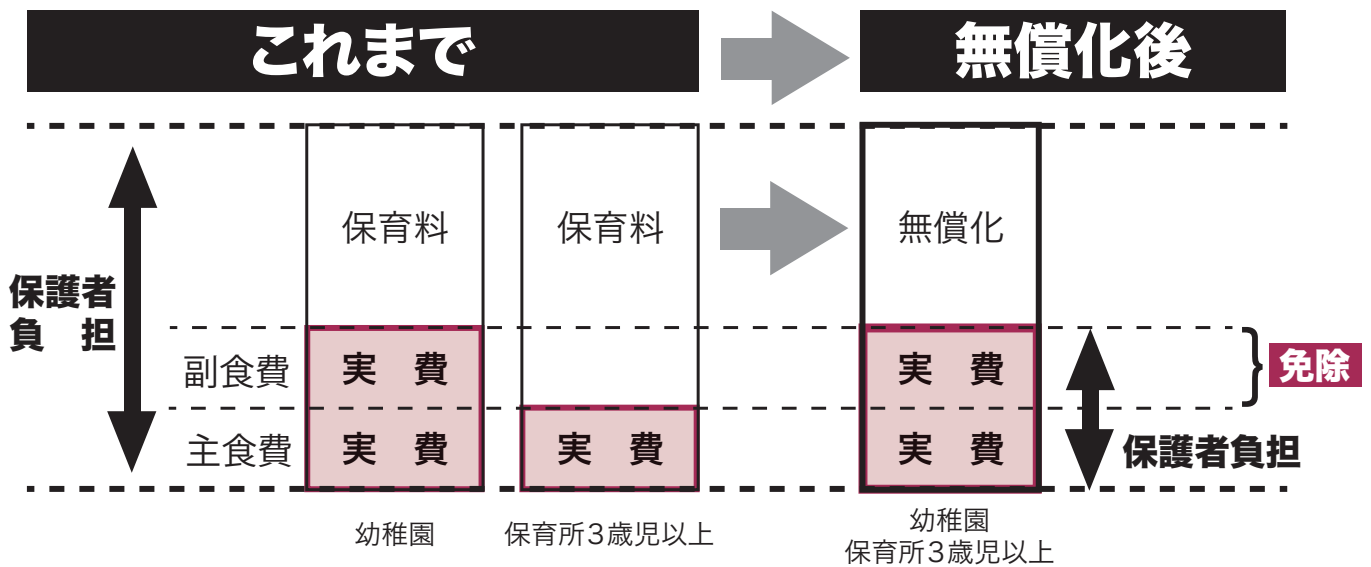 これまで
無償化後
保育料
保育料
無償化
保護者
負　担
副食費
実　費
実　費
免除
主食費
実　費
実　費
実　費
保護者負担
幼稚園
保育所3歳児以上
幼稚園
保育所3歳児以上